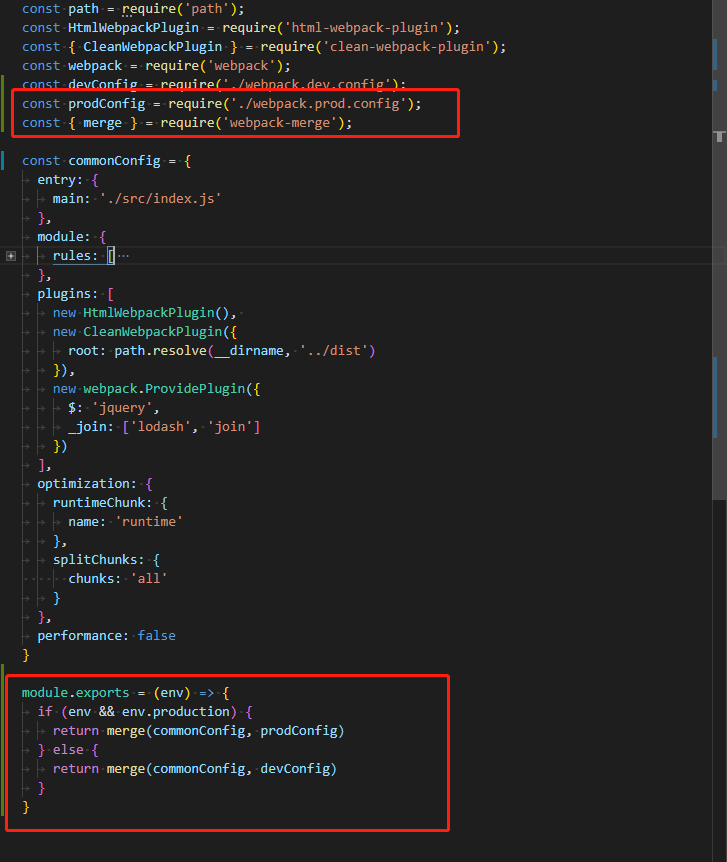 const path = require('path');
const HtmlWebpackPlugin = require('html-webpack-plugin');
const { CleanWebpackPlugin } = require('clean-webpack-plugin');
const webpack = require('webpack');
const devConfig = require('./webpack.dev.config');
const prodConfig = require('./webpack.prod.config');
const { merge } = require('webpack-merge');
const commonConfig = {
entry: {
main: './src/index.js'
},
module: {
rules: [ ...
},
plugins: [
new HtmlWebpackPlugin(),
new CleanWebpackPlugin({
root: path.resolve(__dirname, '../dist')
}),
new webpack.ProvidePlugin({
$: 'jquery',
_join: ['lodash', 'join']
})
],
optimization: {
runtimeChunk: {
name: 'runtime'
},
splitChunks: {
chunks: 'all'
}
},
performance: false
}
module.exports = (env) => {
if (env && env.production) {
return merge(commonConfig, prodConfig)
} else {
return merge(commonConfig, devConfig)
}
}